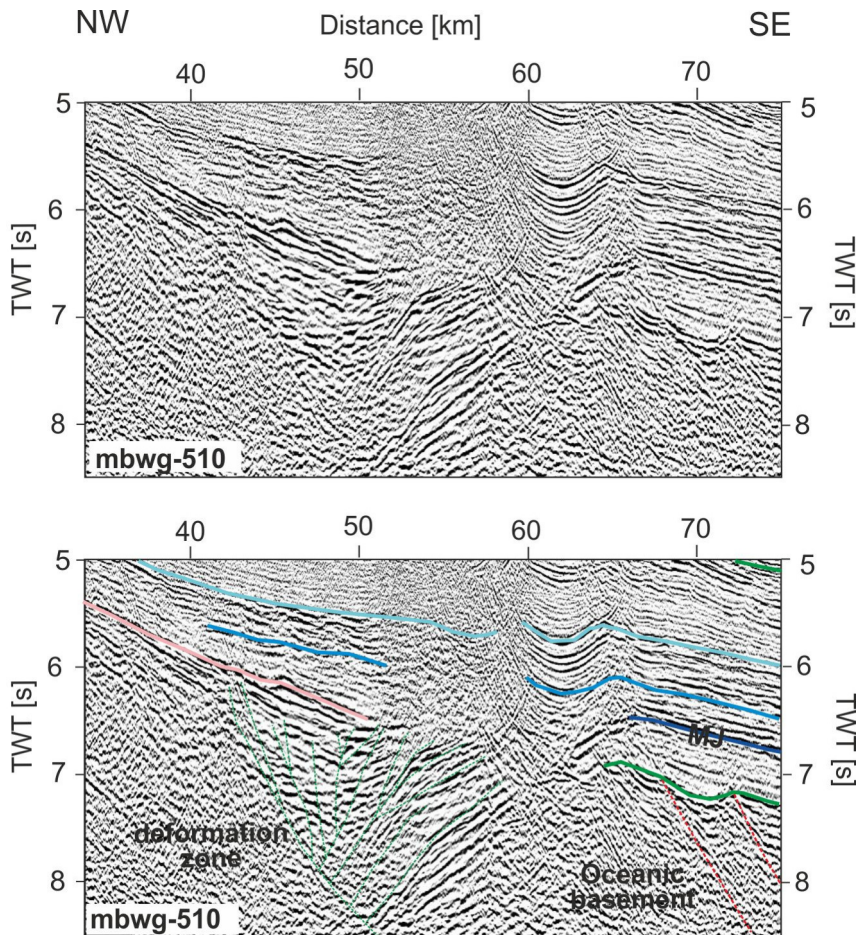 NW Distance [km] SE
40 50 60 70
5 5
6 6
TWT [s] TWT [s]
7 7
8 8
mbwg-510
40 50 60 70
5 5
6 6
TWT [s] TWT [s]
MJ
7 7
deformation
zone
Oceanic
basement
8 8
mbwg-510